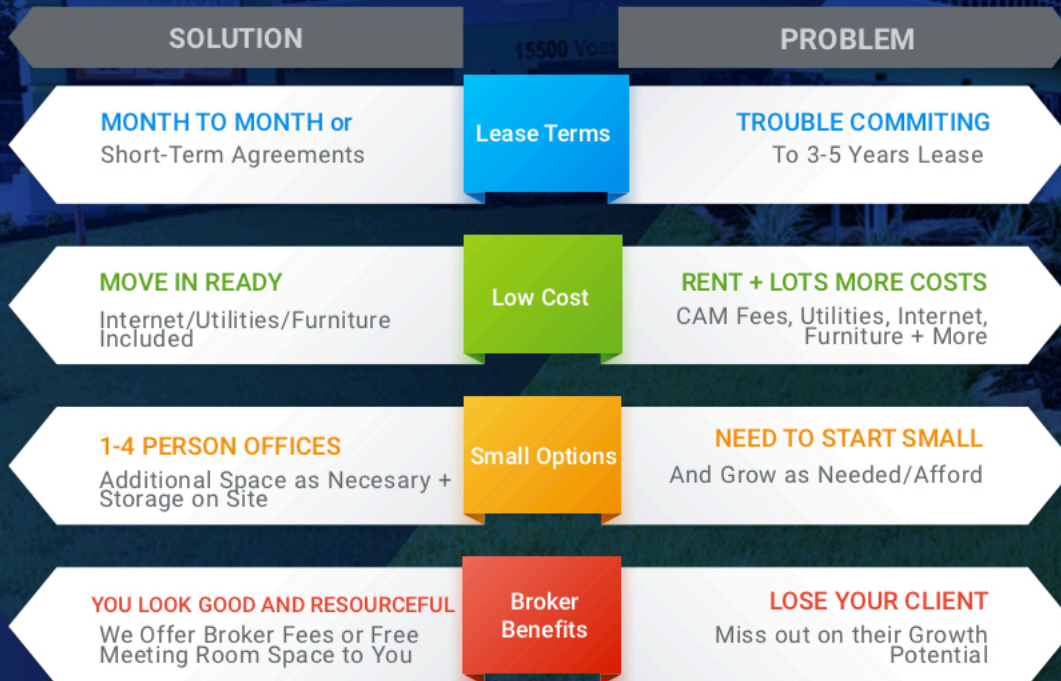 SOLUTION
15500 Voss
PROBLEM
MONTH TO MONTH or
Short-Term Agreements
Lease Terms
TROUBLE COMMITING
To 3-5 Years Lease
MOVE IN READY
Internet/Utilities/Furniture
Included
Low Cost
RENT + LOTS MORE COSTS
CAM Fees, Utilities, Internet,
Furniture + More
1-4 PERSON OFFICES
Additional Space as Necesary +
Storage on Site
Small Options
NEED TO START SMALL
And Grow as Needed/Afford
YOU LOOK GOOD AND RESOURCEFUL
We Offer Broker Fees or Free
Meeting Room Space to You
Broker
Benefits
LOSE YOUR CLIENT
Miss out on their Growth
Potential